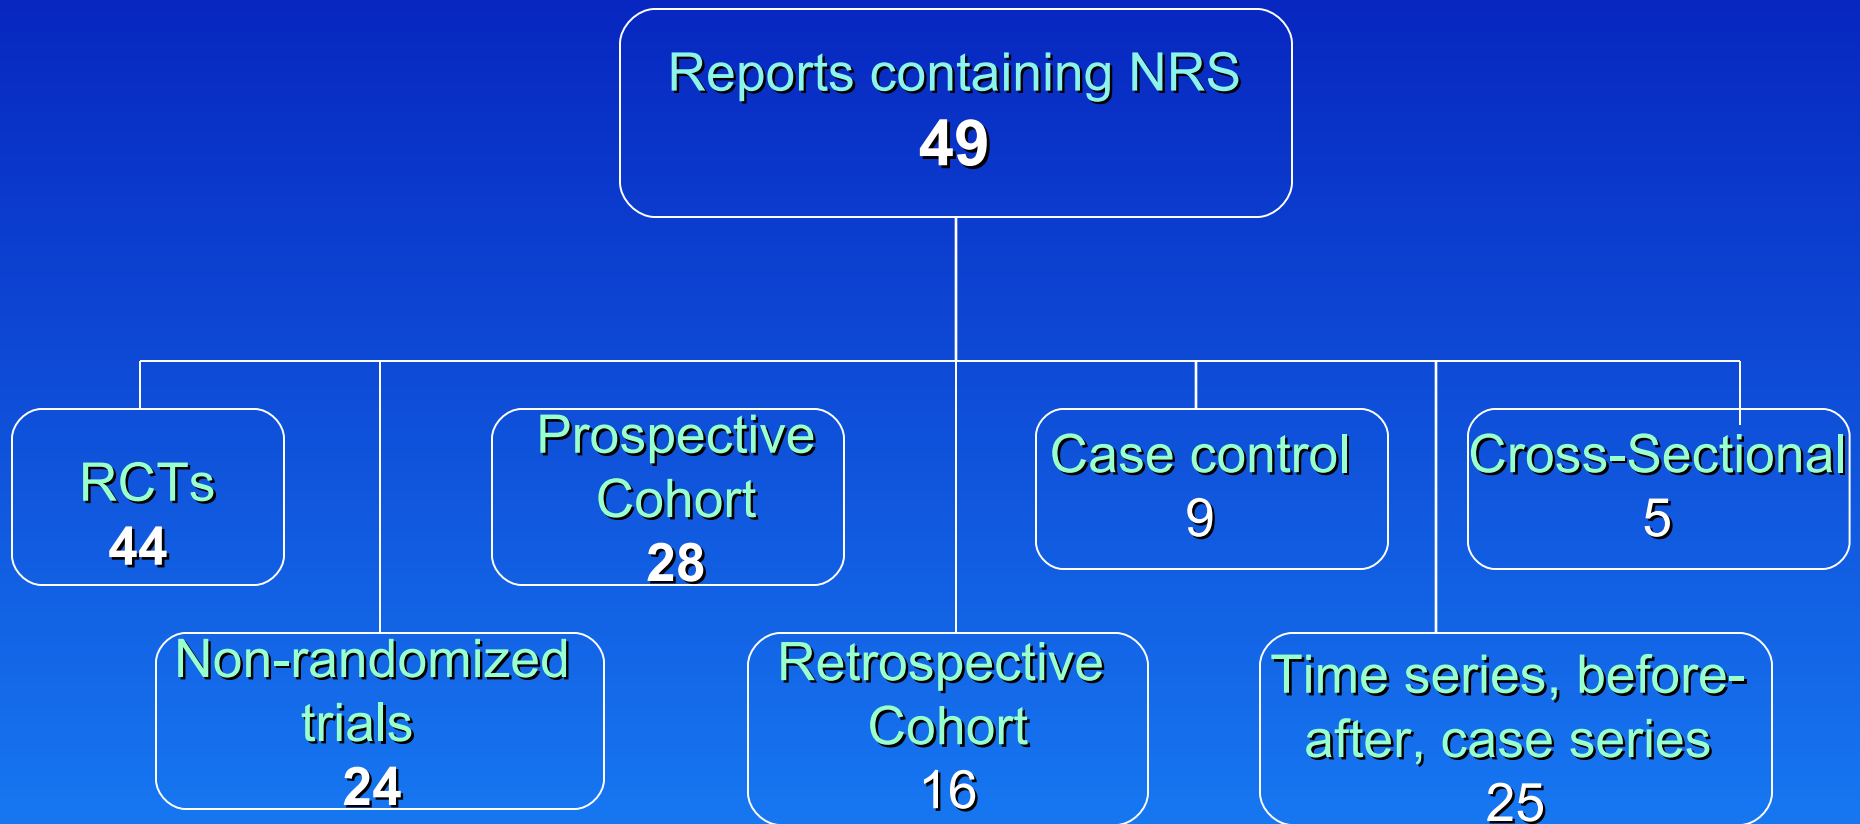 Reports containing NRS
49
RCTs
44
Prospective
Cohort
28
Case control
9
Cross-Sectional
5
Non-randomized
trials
24
Retrospective
Cohort
16
Time series, before-
after, case series
25